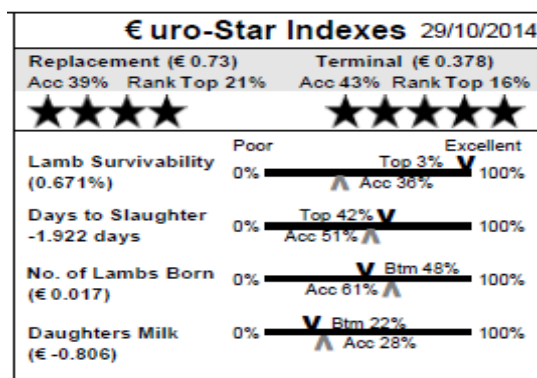 €uro-Star Indexes 29/10/2014
Replacement (€ 0.73) Terminal (€ 0.378)
Acc 39% Rank Top 21% Acc 43% Rank Top 16%
Poor Excellent
Lamb Survivability 0% Top 3% 100%
(0.671%) Acc 36%
Days to Slaughter 0% Top 42% 100%
-1.922 days Acc 51%
No. of Lambs Born 0% Btm 48% 100%
(€ 0.017) Acc 61%
Daughters Milk 0% Btm 22% 100%
(€ -0.806) Acc 28%